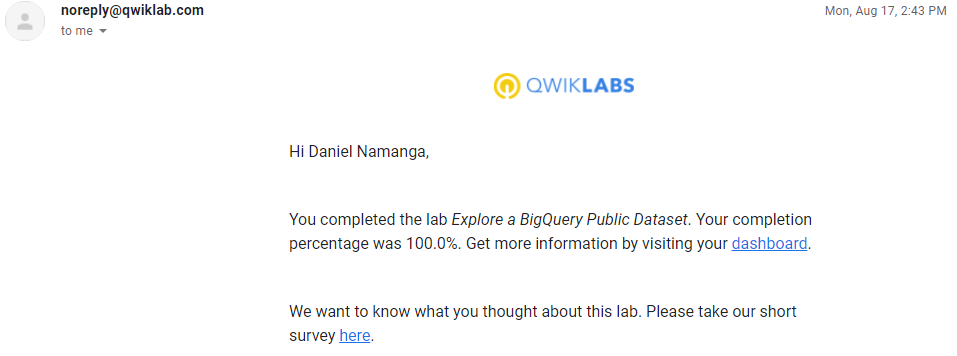 noreply@qwiklab.com
Mon, Aug 17, 2:43 PM
to me
QWIKLABS
Hi Daniel Namanga,
You completed the lab Explore a BigQuery Public Dataset. Your completion
percentage was 100.0%. Get more information by visiting your dashboard.
We want to know what you thought about this lab. Please take our short
survey here.